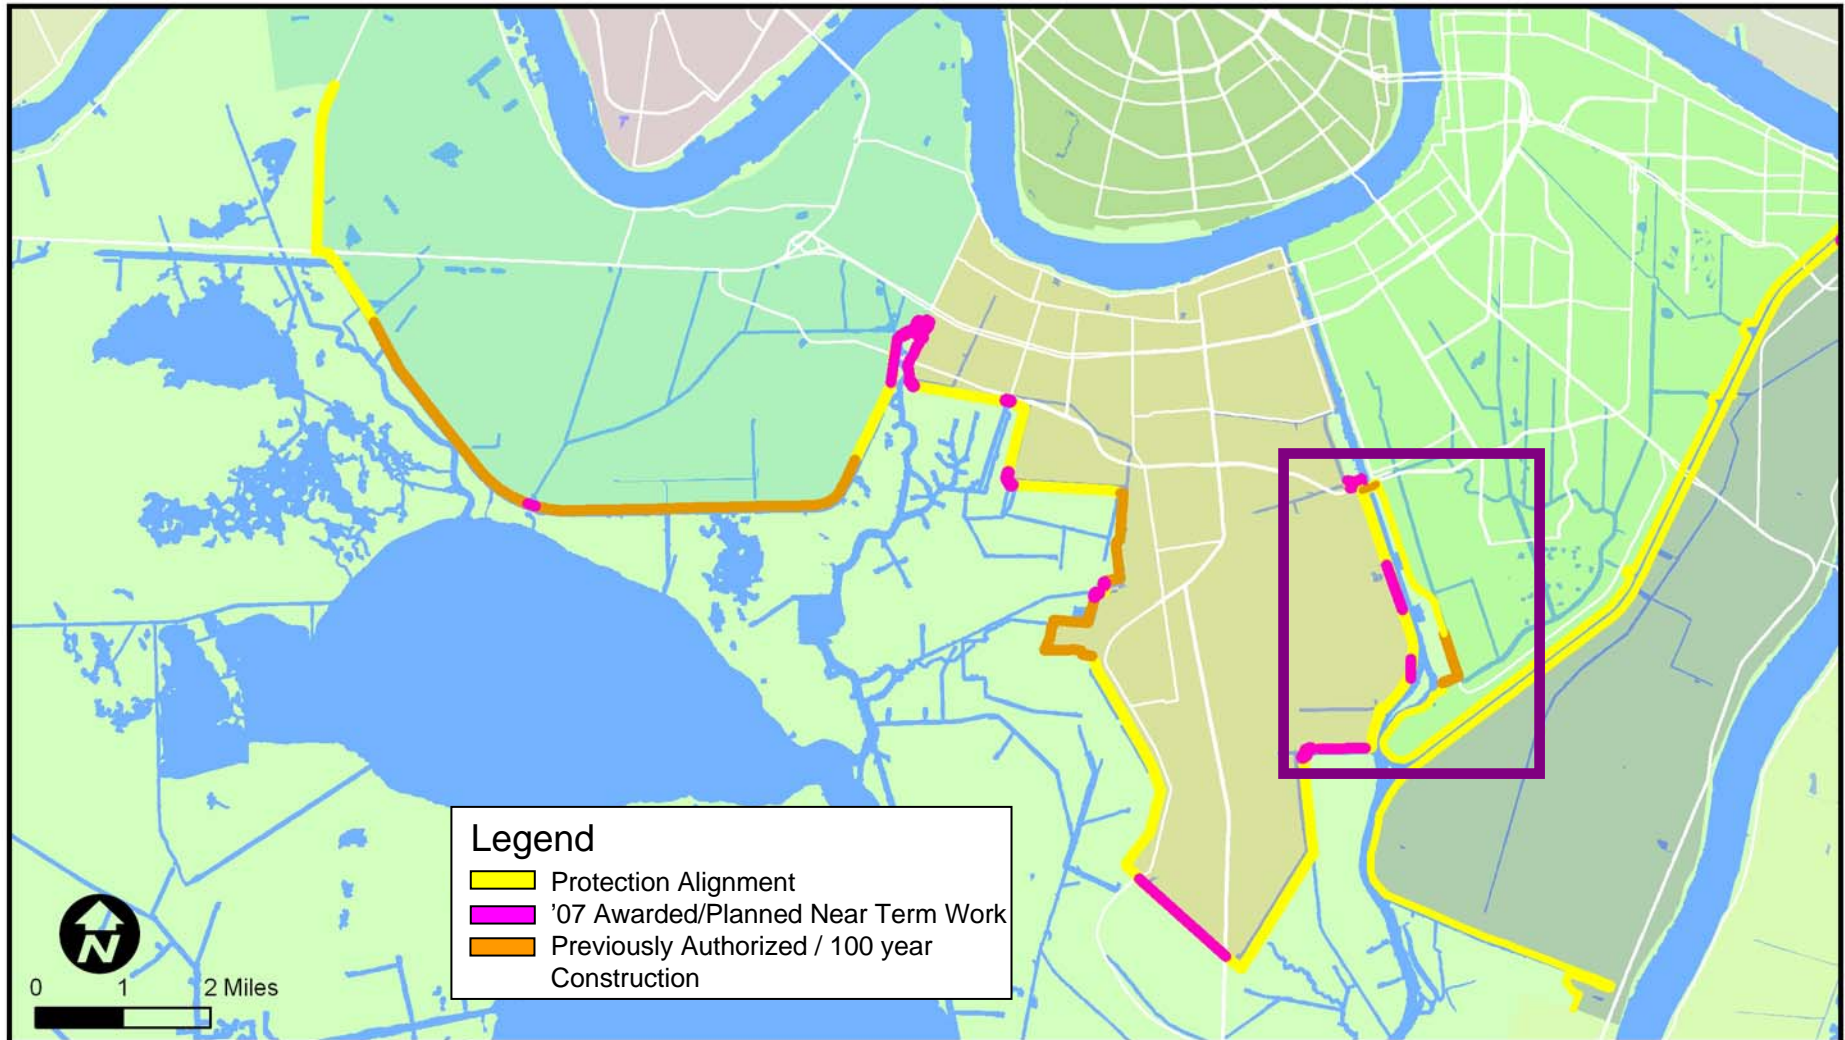 Legend
Protection Alignment
'07 Awarded/Planned Near Term Work
Previously Authorized / 100 year
Construction
N
0 1 2 Miles